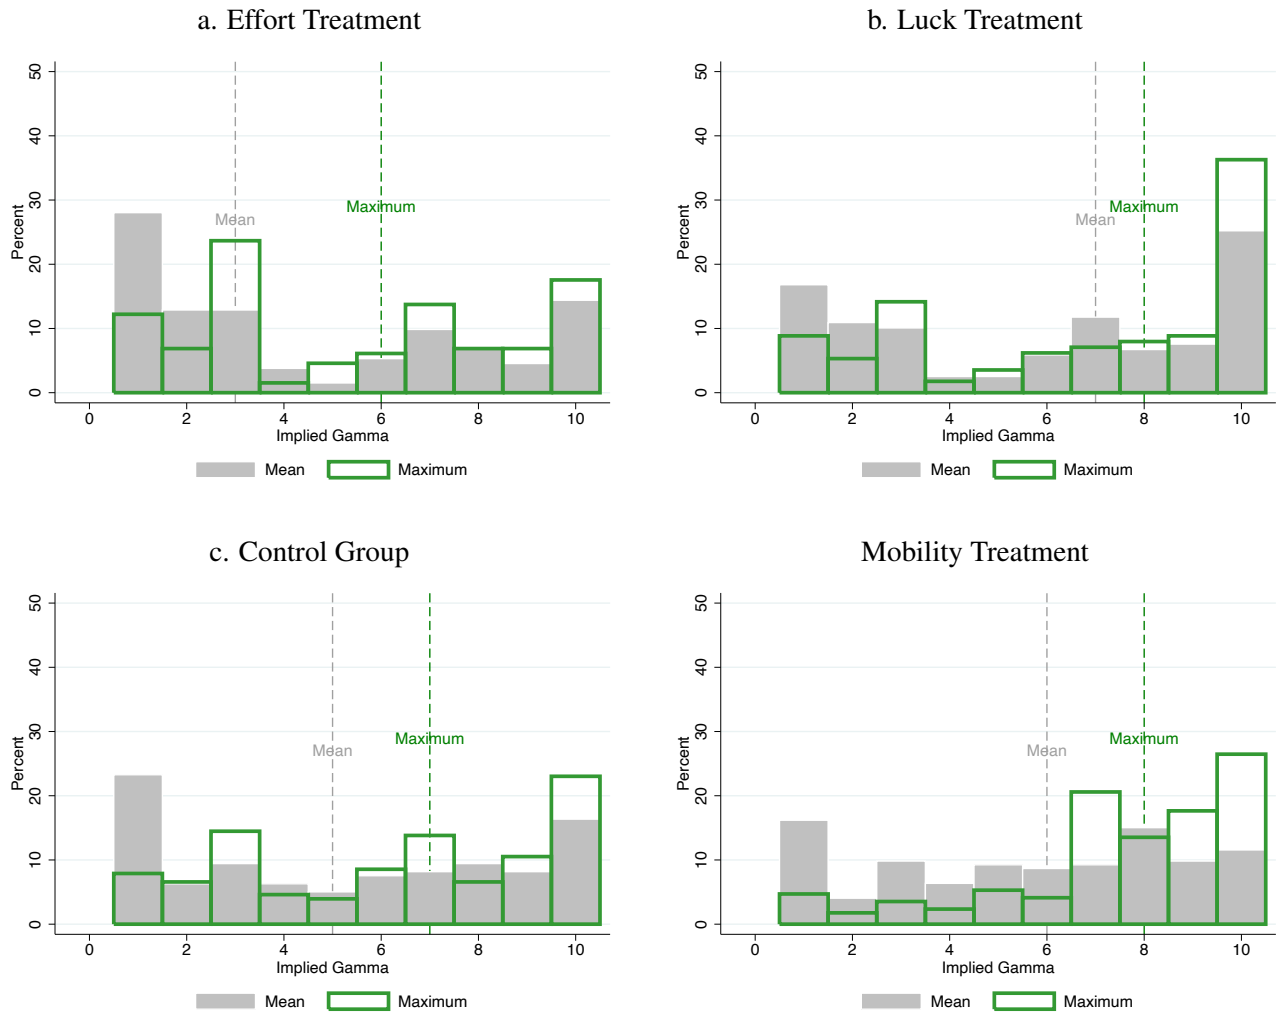 a. Effort Treatment
50
40
30
20
10
0
Percent
Mean
Maximum
0 2 4 6 8 10
Implied Gamma
Mean Maximum
b. Luck Treatment
50
40
30
20
10
0
Percent
Mean
Maximum
0 2 4 6 8 10
Implied Gamma
Mean Maximum
c. Control Group
50
40
30
20
10
0
Percent
Mean
Maximum
0 2 4 6 8 10
Implied Gamma
Mean Maximum
Mobility Treatment
50
40
30
20
10
0
Percent
Mean
Maximum
0 2 4 6 8 10
Implied Gamma
Mean Maximum